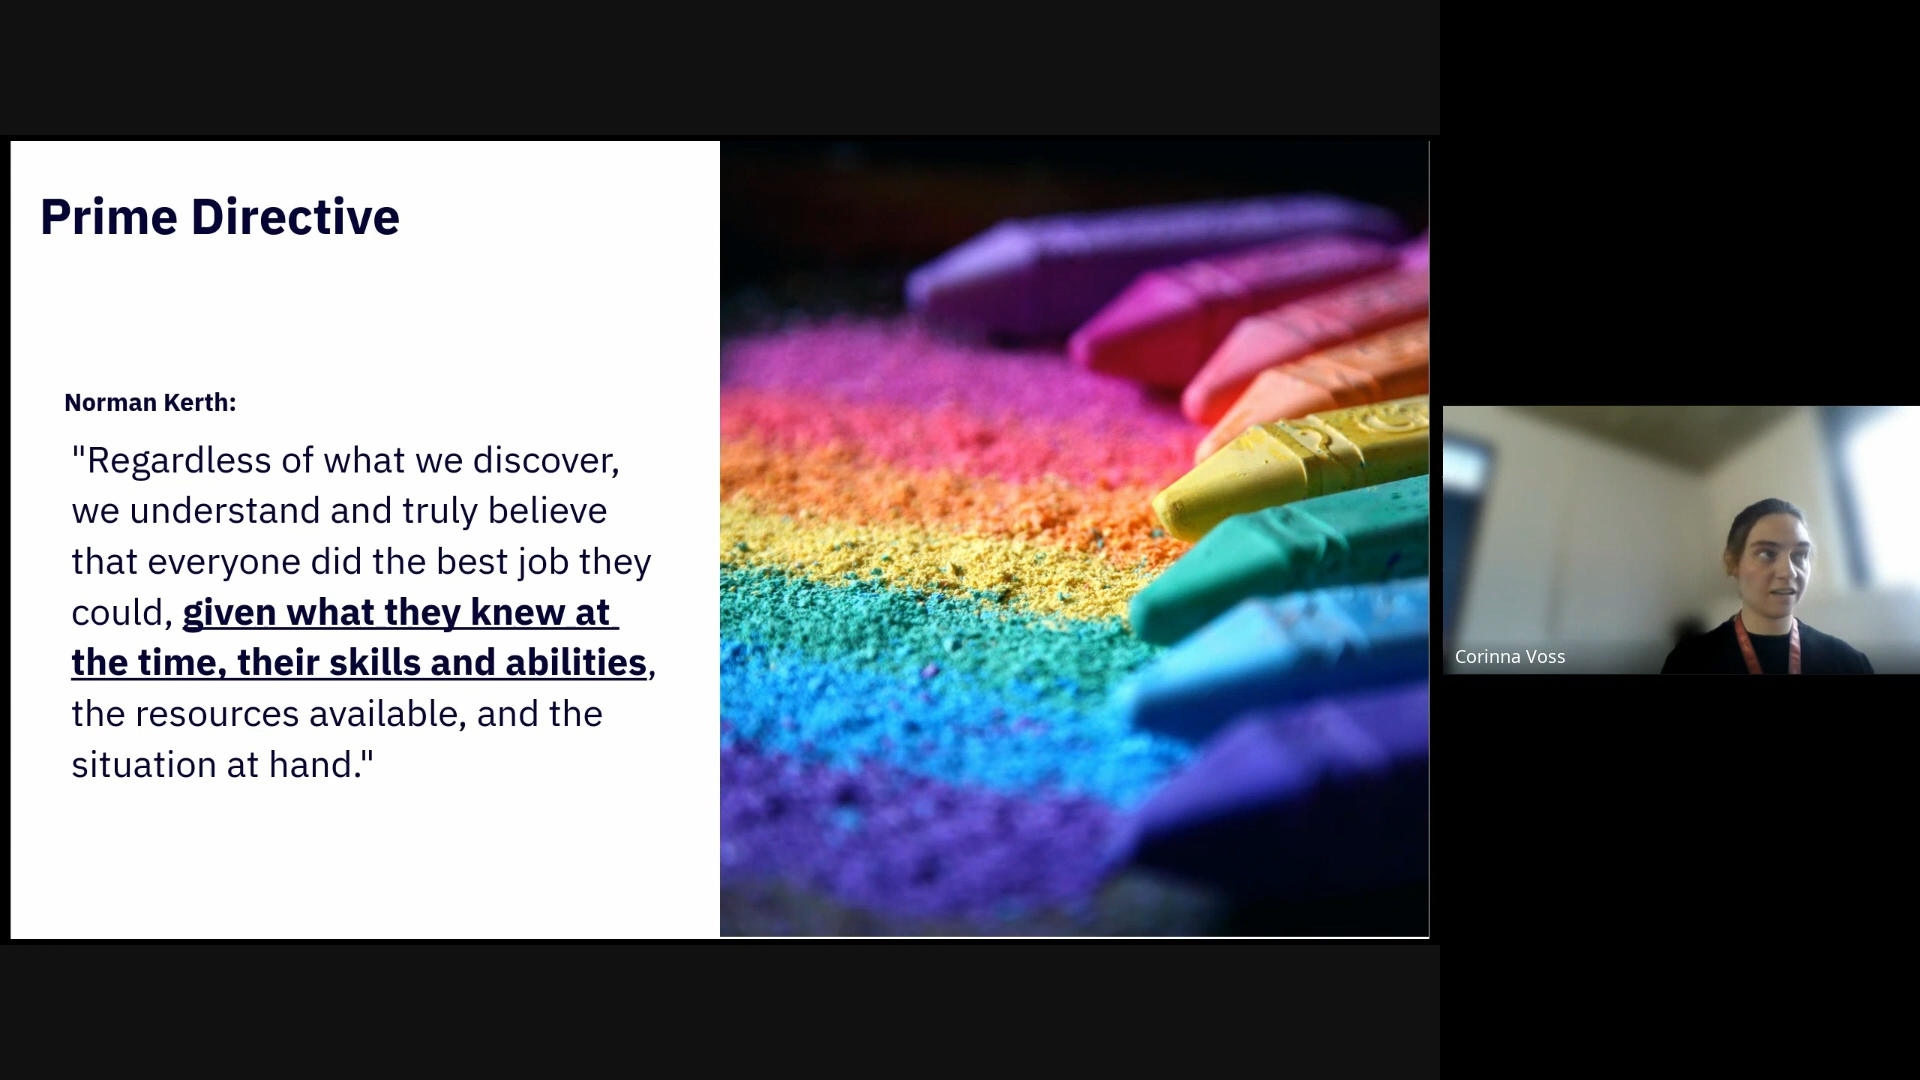 Prime Directive
Norman Kerth:
"Regardless of what we discover,
we understand and truly believe
that everyone did the best job they
could, given what they knew at
the time, their skills and abilities,
the resources available, and the
situation at hand."
Corinna Voss